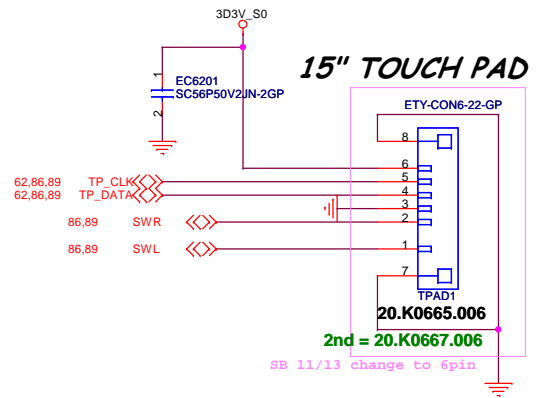 3D3V_S0
15" TOUCH PAD
1
EC6201
SC56P50V2JN-2GP
2
ETY-CON6-22-GP
8
6
62,86,89 TP_CLK 5
62,86,89 TP_DATA 4
3
86,89 SWR 2
86,89 SWL 1
7
TPAD1
20.K0665.006
2nd = 20.K0667.006
SB 11/13 change to 6pin